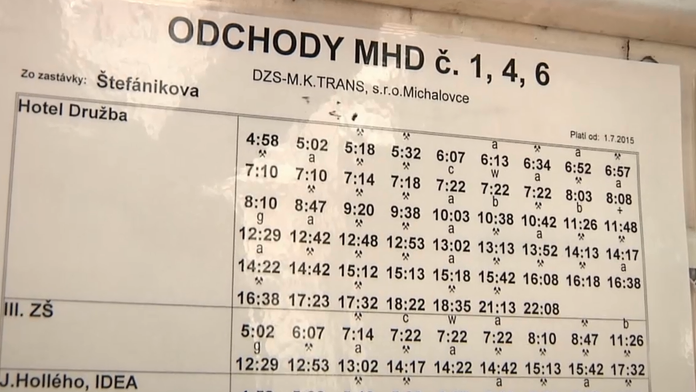 ODCHODY MHD č. 1, 4, 6
Zo zastávky: Štefánikova
DZS-M.K.TRANS, s.r.o.Michalovce
Platí od: 1.7.2015
Hotel Družba
⚒ ⚒ a ⚒ a ⚒
4:58 5:02 5:18 5:32 6:07 6:13 6:34 6:52 6:57
⚒ a ⚒ ⚒ c w ⚒ ⚒ a
7:10 7:10 7:14 7:18 7:22 7:22 7:22 8:03 8:08
⚒ ⚒ ⚒ a b ⚒ b +
8:10 8:47 9:20 9:38 10:03 10:38 10:42 11:26 11:48
g a ⚒ ⚒ a ⚒ a ⚒ ⚒
12:29 12:42 12:48 12:53 13:02 13:13 13:52 14:13 14:17
a ⚒ ⚒ ⚒ a
14:22 14:42 15:12 15:13 15:18 15:42 16:08 16:18 16:38
⚒ ⚒ ⚒ ⚒
16:38 17:23 17:32 18:22 18:35 21:13 22:08
III. ZŠ
⚒ c w a ⚒ b
5:02 6:07 7:14 7:22 7:22 7:22 8:10 8:47 11:26
g a ⚒ a ⚒ ⚒
12:29 12:53 13:02 14:17 14:22 14:42 15:13 15:42 17:32
J.Hollého, IDEA
⚒ ⚒ a a ⚒